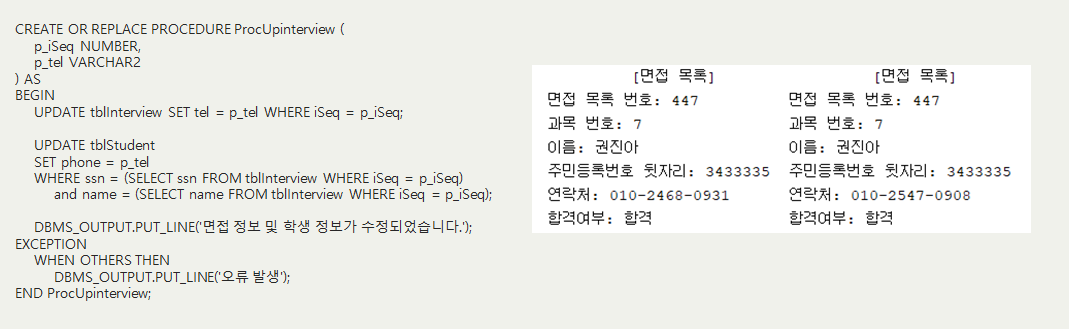 CREATE OR REPLACE PROCEDURE ProcUpinterview (
p_iSeq NUMBER,
p_tel VARCHAR2
) AS
BEGIN
UPDATE tblInterview SET tel = p_tel WHERE iSeq = p_iSeq;
UPDATE tblStudent
SET phone = p_tel
WHERE ssn = (SELECT ssn FROM tblInterview WHERE iSeq = p_iSeq)
and name = (SELECT name FROM tblInterview WHERE iSeq = p_iSeq);
DBMS_OUTPUT.PUT_LINE('면접 정보 및 학생 정보가 수정되었습니다.');
EXCEPTION
WHEN OTHERS THEN
DBMS_OUTPUT.PUT_LINE('오류 발생');
END ProcUpinterview;
[면접 목록]
면접 목록 번호: 447
과목 번호: 7
이름: 권진아
주민등록번호 뒷자리: 3433335
연락처: 010-2468-0931
합격여부: 합격
[면접 목록]
면접 목록 번호: 447
과목 번호: 7
이름: 권진아
주민등록번호 뒷자리: 3433335
연락처: 010-2547-0908
합격여부: 합격